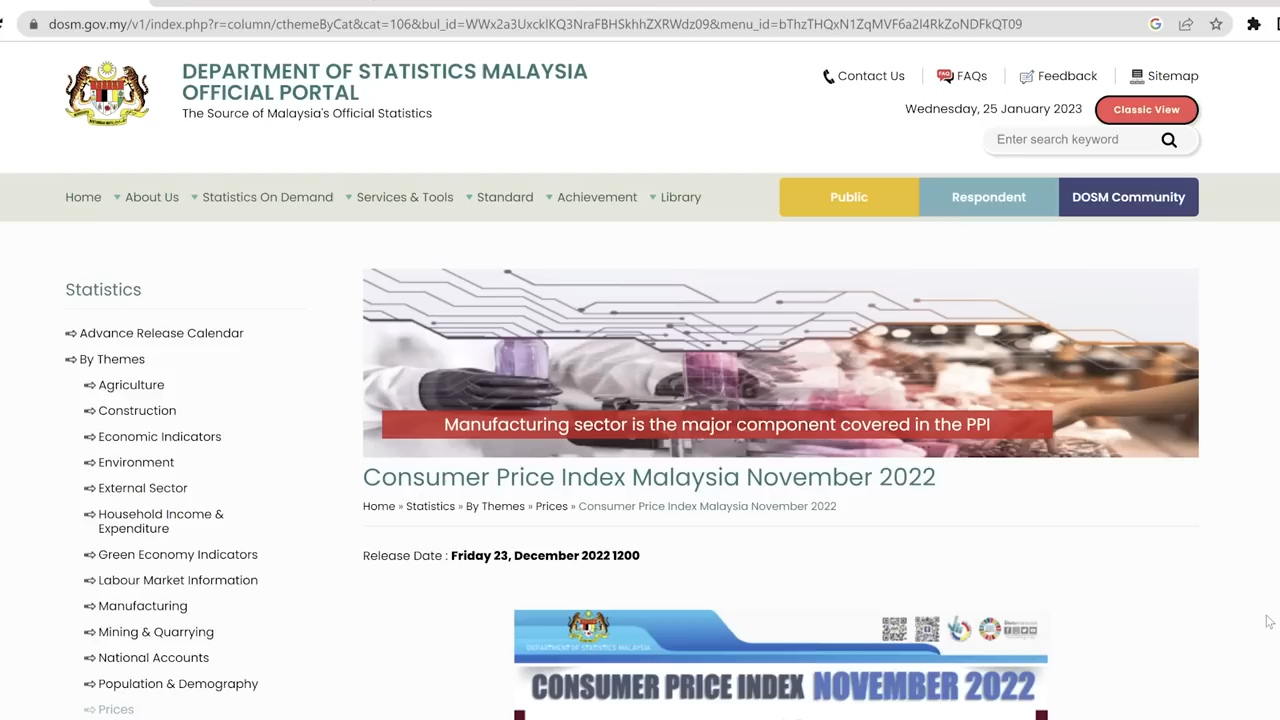 dosm.gov.my/v1/index.php?r=column/cthemeByCat&cat=106&bul_id=WWx2a3UxcklKQ3NraFBHSkhhZXRWdz09&menu_id=bThzTHQxN1ZqMVF6a2I4RkZoNDFkQT09
DEPARTMENT OF STATISTICS MALAYSIA
OFFICIAL PORTAL
The Source of Malaysia's Official Statistics
Contact Us
FAQ
FAQs
Feedback
Sitemap
Wednesday, 25 January 2023
Classic View
Enter search keyword
Home
About Us
Statistics On Demand
Services & Tools
Standard
Achievement
Library
Public
Respondent
DOSM Community
Statistics
Advance Release Calendar
By Themes
Agriculture
Construction
Economic Indicators
Environment
External Sector
Household Income &
Expenditure
Green Economy Indicators
Labour Market Information
Manufacturing
Mining & Quarrying
National Accounts
Population & Demography
Prices
Manufacturing sector is the major component covered in the PPI
Consumer Price Index Malaysia November 2022
Home » Statistics » By Themes » Prices » Consumer Price Index Malaysia November 2022
Release Date : Friday 23, December 2022 1200
DEPARTMENT OF STATISTICS MALAYSIA
CONSUMER PRICE INDEX NOVEMBER 2022